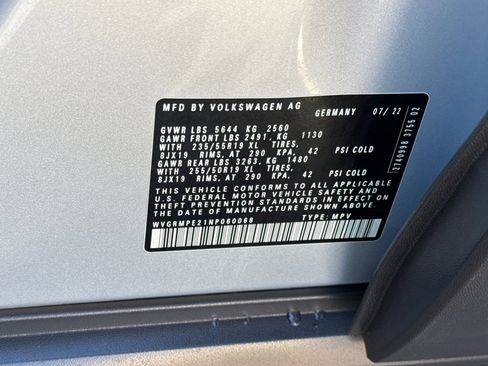 MFD BY VOLKSWAGEN AG GERMANY 07/22
GVWR LBS 5644 KG 2560
GAWR FRONT LBS 2491, KG 1130
WITH 235/55R19 XL TIRES,
8JX19 RIMS, AT 290 KPA, 42 PSI COLD
GAWR REAR LBS 3263, KG 1480
WITH 255/50R19 XL TIRES,
8JX19 RIMS, AT 290 KPA, 42 PSI COLD
THIS VEHICLE CONFORMS TO ALL APPLICABLE
U.S. FEDERAL MOTOR VEHICLE SAFETY AND
THEFT PREVENTION STANDARDS IN EFFECT ON
THE DATE OF MANUFACTURE SHOWN ABOVE.
WVGRMPE21NP060068 TYPE: MPV
2740998 3755 02